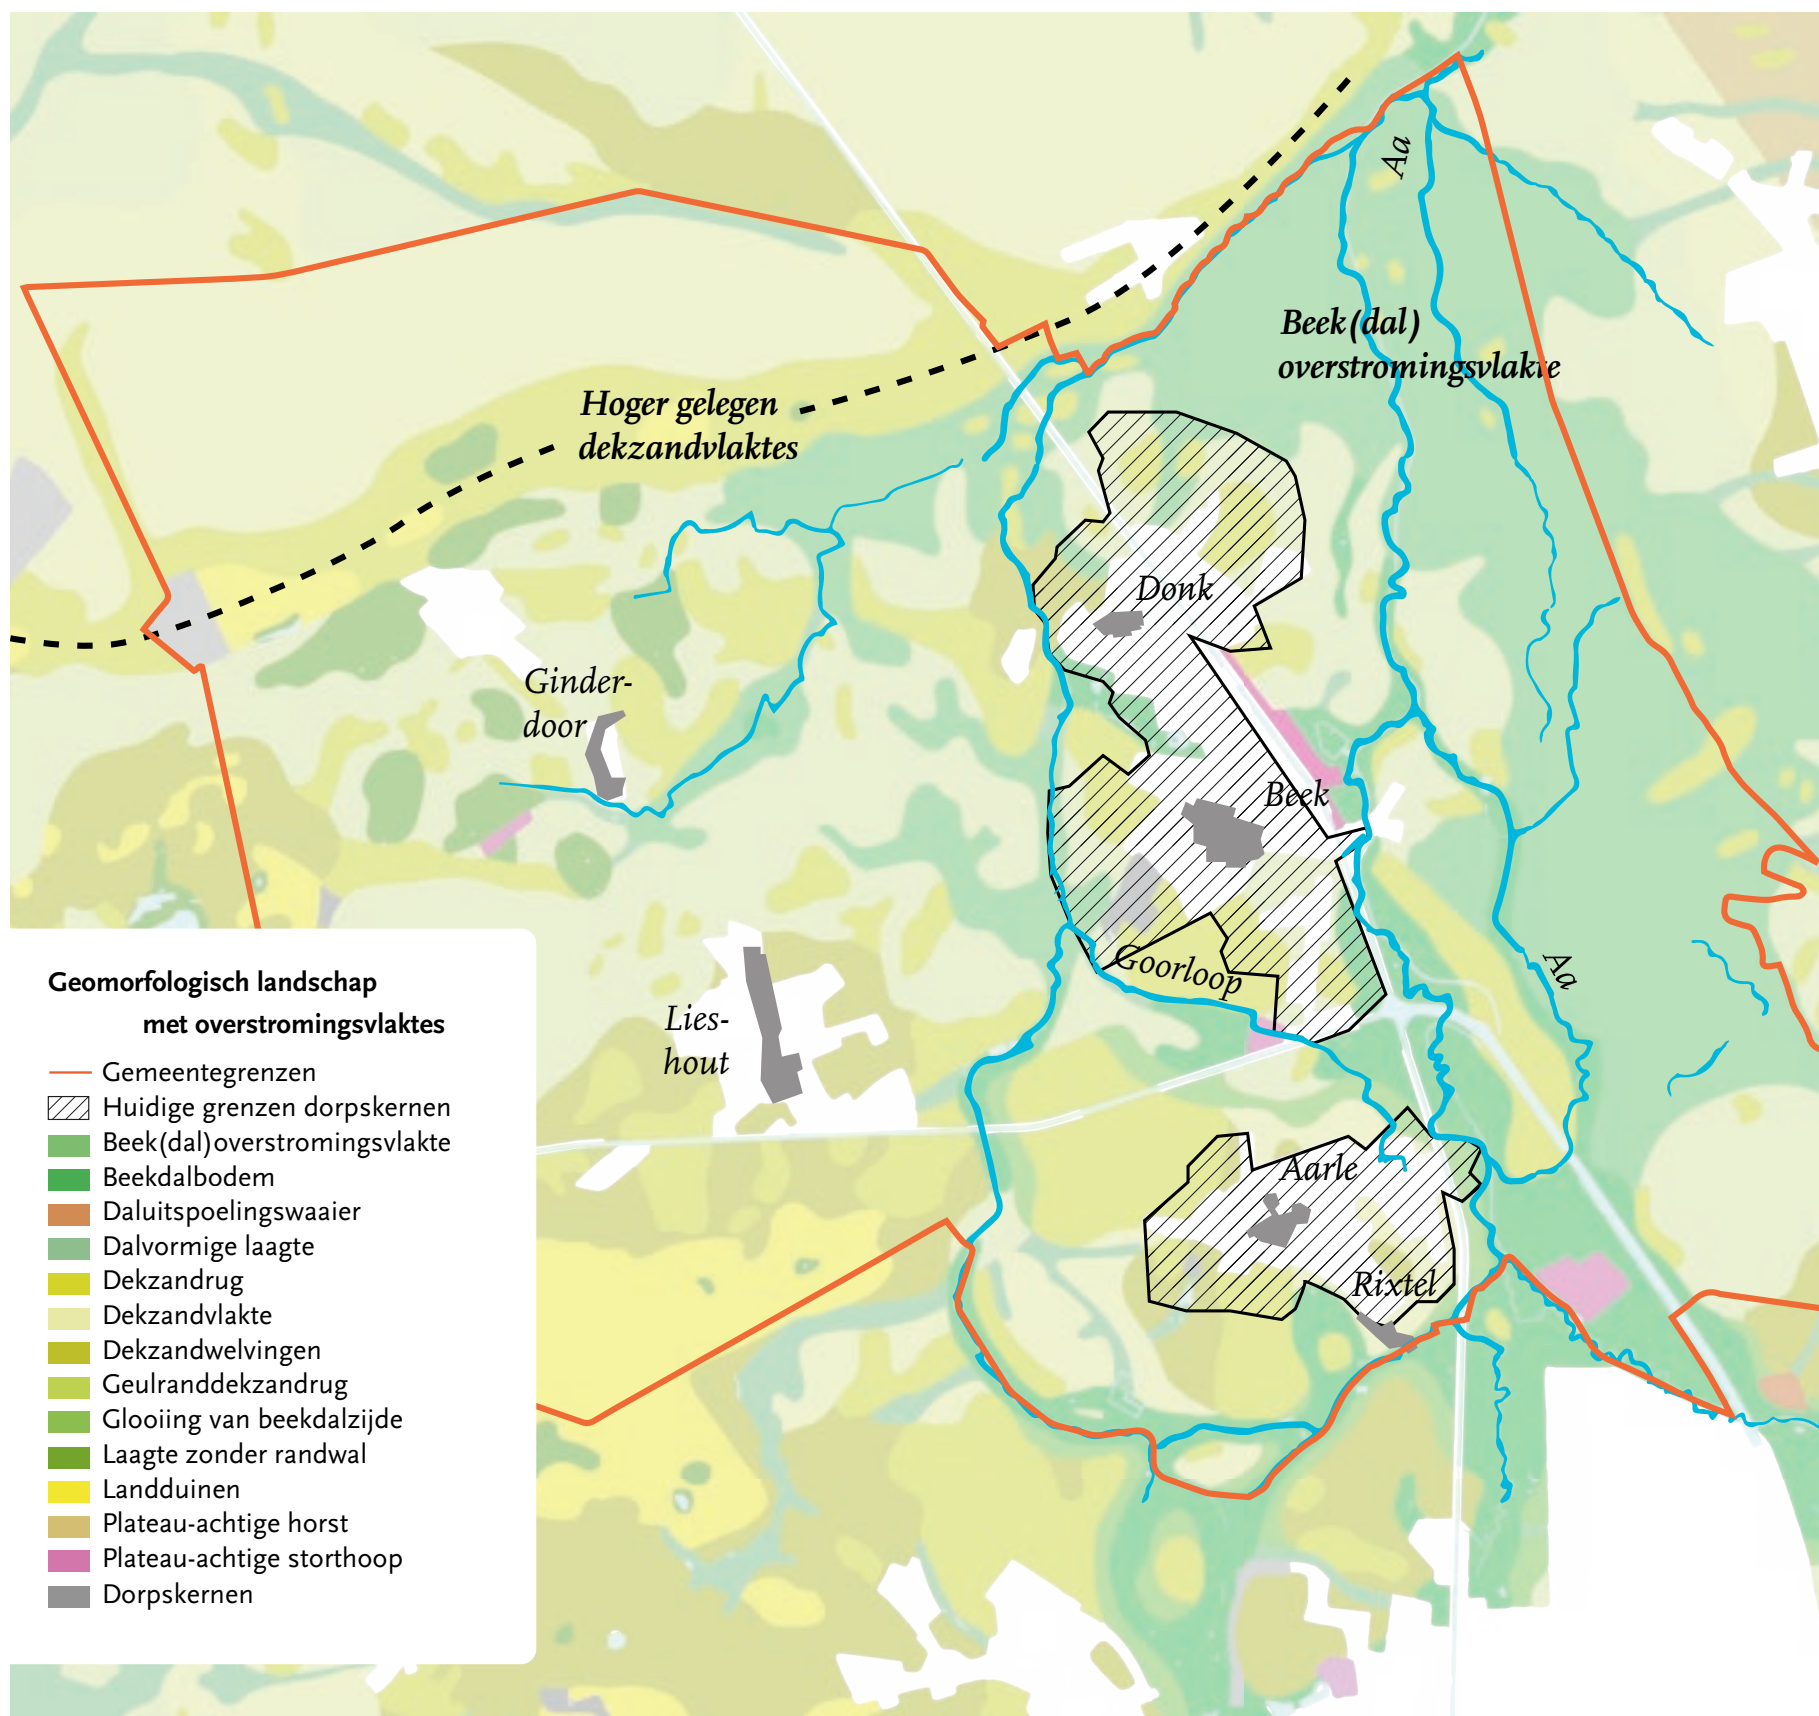 Aa
Beek(dal)
overstromingsvlakte
Hoger gelegen
dekzandvlaktes
Donk
Ginder-
door
Beek
Goorloop
Aa
Lies-
hout
Aarle
Rixtel
Geomorfologisch landschap
met overstromingsvlaktes
Gemeentegrenzen
Huidige grenzen dorpskernen
Beek(dal)overstromingsvlakte
Beekdalbodem
Daluitspoelingswaaier
Dalvormige laagte
Dekzandrug
Dekzandvlakte
Dekzandwelvingen
Geulranddekzandrug
Glooiing van beekdalzijde
Laagte zonder randwal
Landduinen
Plateau-achtige horst
Plateau-achtige storthoop
Dorpskernen